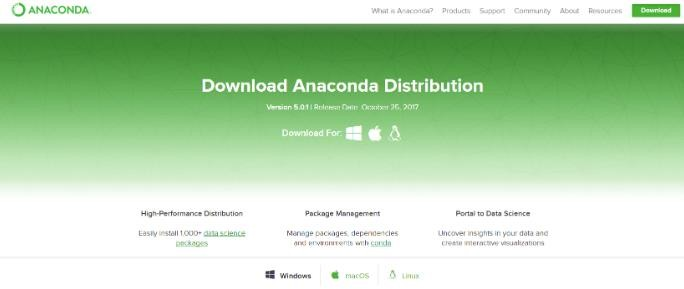 ANACONDA
What is Anaconda? Products Support Community About Resources Download
Download Anaconda Distribution
Version 5.0.1 | Release Date: October 25, 2017
Download For:
High-Performance Distribution Package Management Portal to Data Science
Easily install 1,000+ data science Manage packages, dependencies Uncover insights in your data and
packages and environments with conda create interactive visualizations
Windows macOS Linux